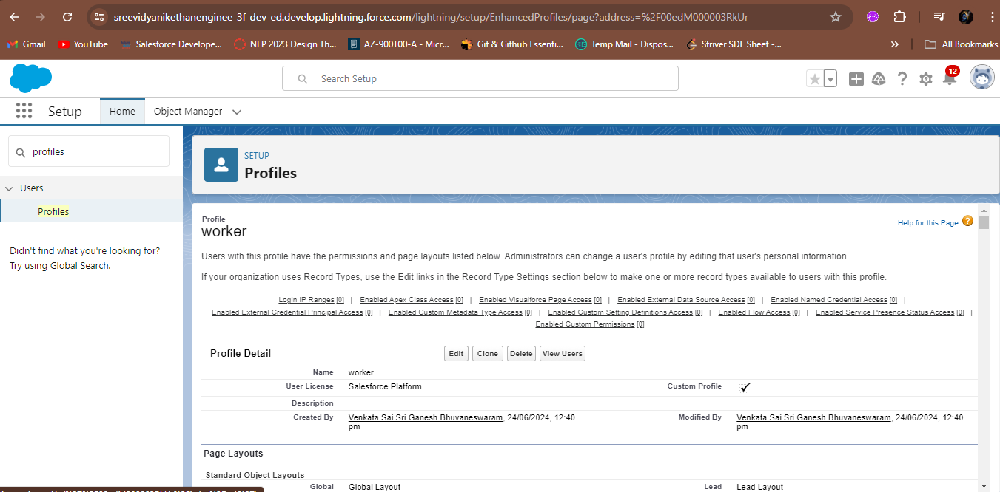 sreevidyanikethanenginee-3f-dev-ed.develop.lightning.force.com/lightning/setup/EnhancedProfiles/page?address=%2F00edM000003RkUr
Gmail YouTube Salesforce Develope... NEP 2023 Design Th... AZ-900T00-A - Micr... Git & Github Essenti... Temp Mail - Dispos... Striver SDE Sheet -... » All Bookmarks
Search Setup
12
Setup Home Object Manager
profiles
Users
Profiles
Didn't find what you're looking for?
Try using Global Search.
SETUP
Profiles
Profile
worker
Help for this Page ?
Users with this profile have the permissions and page layouts listed below. Administrators can change a user's profile by editing that user's personal information.
If your organization uses Record Types, use the Edit links in the Record Type Settings section below to make one or more record types available to users with this profile.
Login IP Ranges [0] | Enabled Apex Class Access [0] | Enabled Visualforce Page Access [0] | Enabled External Data Source Access [0] | Enabled Named Credential Access [0] |
Enabled External Credential Principal Access [0] | Enabled Custom Metadata Type Access [0] | Enabled Custom Setting Definitions Access [0] | Enabled Flow Access [0] | Enabled Service Presence Status Access [0] |
Enabled Custom Permissions [0]
Profile Detail Edit Clone Delete View Users
Name worker
User License Salesforce Platform Custom Profile ✓
Description
Created By Venkata Sai Sri Ganesh Bhuvaneswaram, 24/06/2024, 12:40 pm
Modified By Venkata Sai Sri Ganesh Bhuvaneswaram, 24/06/2024, 12:40 pm
Page Layouts
Standard Object Layouts
Global Global Layout Lead Lead Layout